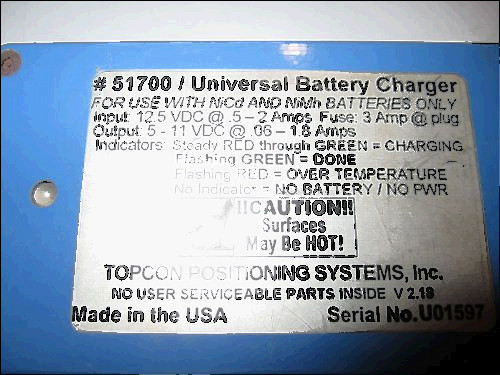 # 51700 / Universal Battery Charger
FOR USE WITH NiCd AND NiMh BATTERIES ONLY
Input: 12.5 VDC @ .5 - 2 Amps Fuse: 3 Amp @ plug
Output: 5 - 11 VDC @ .06 - 1.8 Amps
Indicators: Steady RED through GREEN = CHARGING
Flashing GREEN = DONE
Flashing RED = OVER TEMPERATURE
No Indicator = NO BATTERY / NO PWR
!!CAUTION!!
Surfaces
May Be HOT!
TOPCON POSITIONING SYSTEMS, Inc.
NO USER SERVICEABLE PARTS INSIDE V 2.18
Made in the USA Serial No. U01597